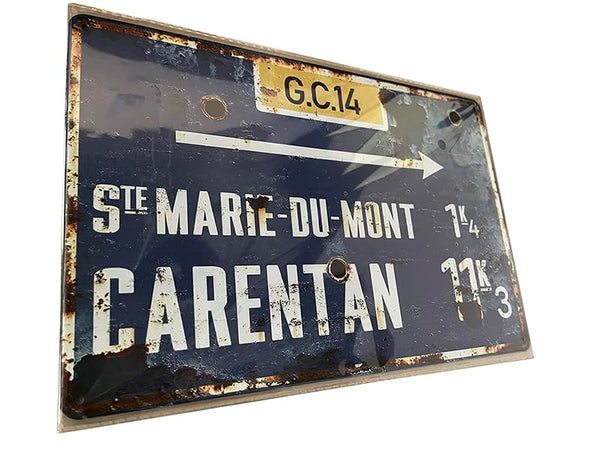 G.C.14
STE MARIE-DU-MONT 1K4
CARENTAN 11K3